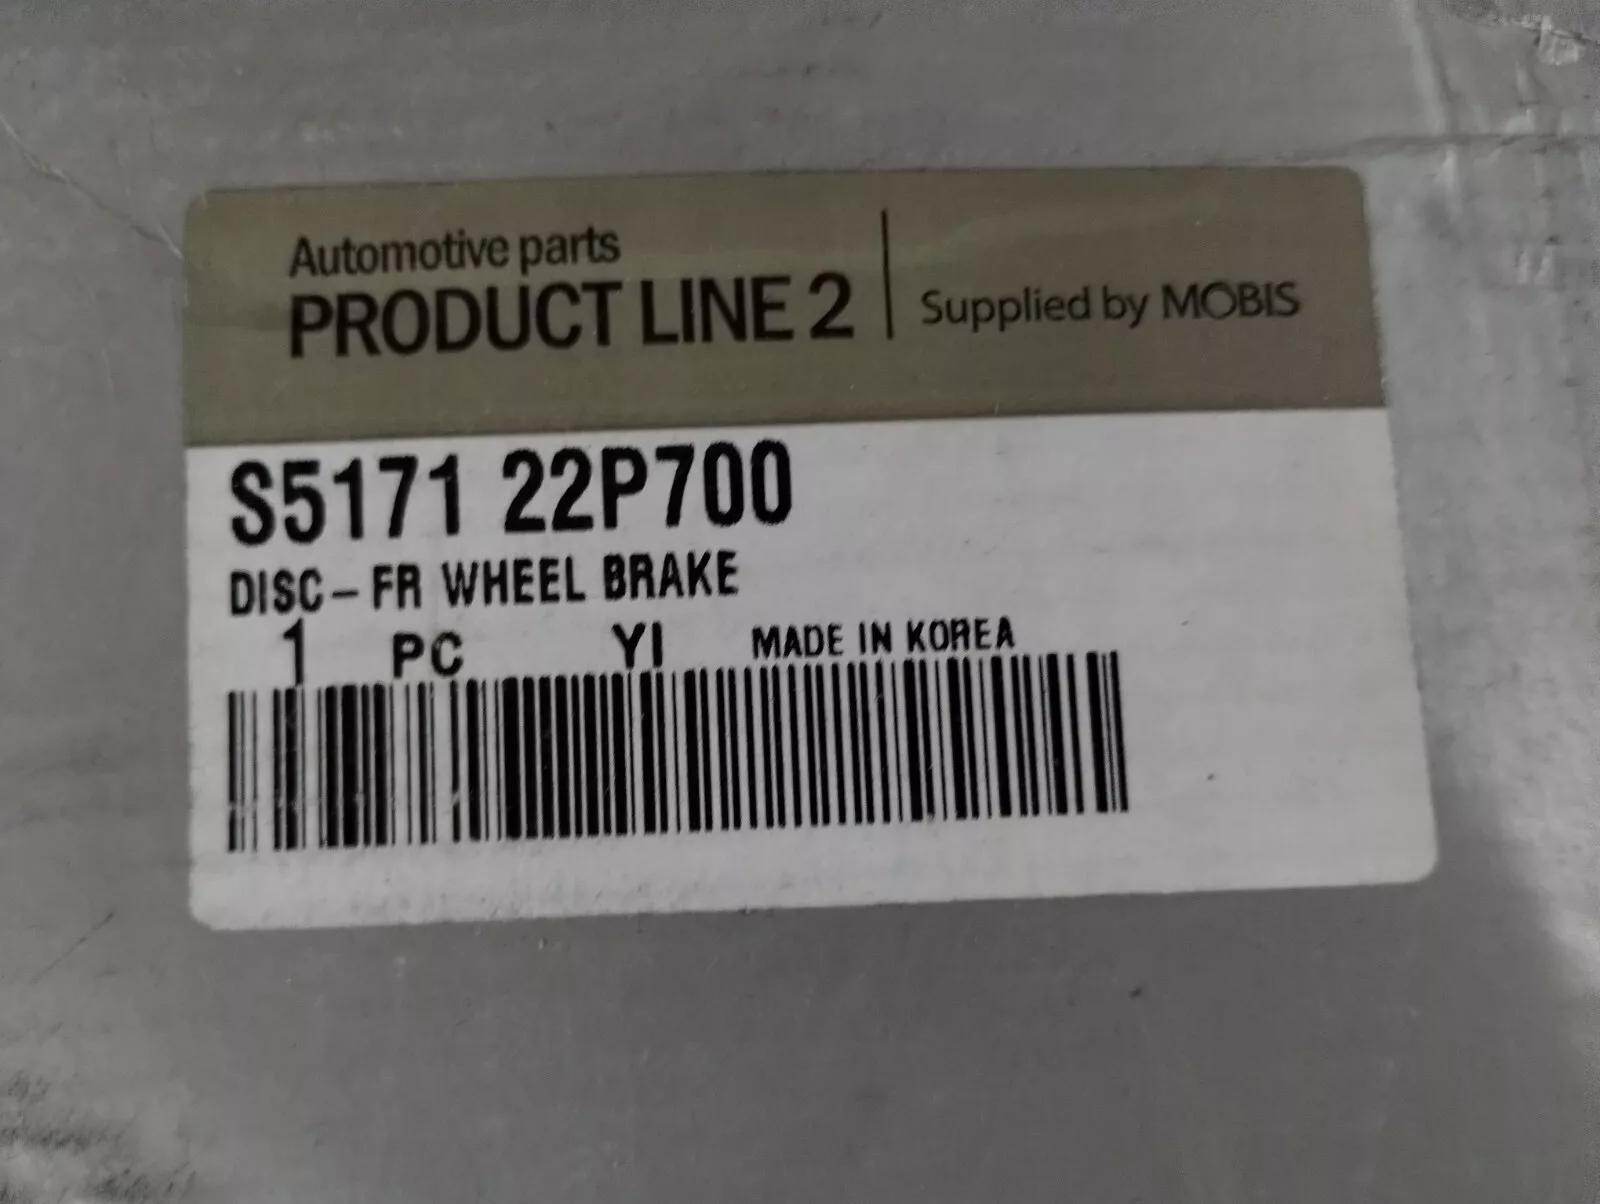 Automotive parts
PRODUCT LINE 2
Supplied by MOBIS
S5171 22P700
DISC-FR WHEEL BRAKE
1 PC YI MADE IN KOREA